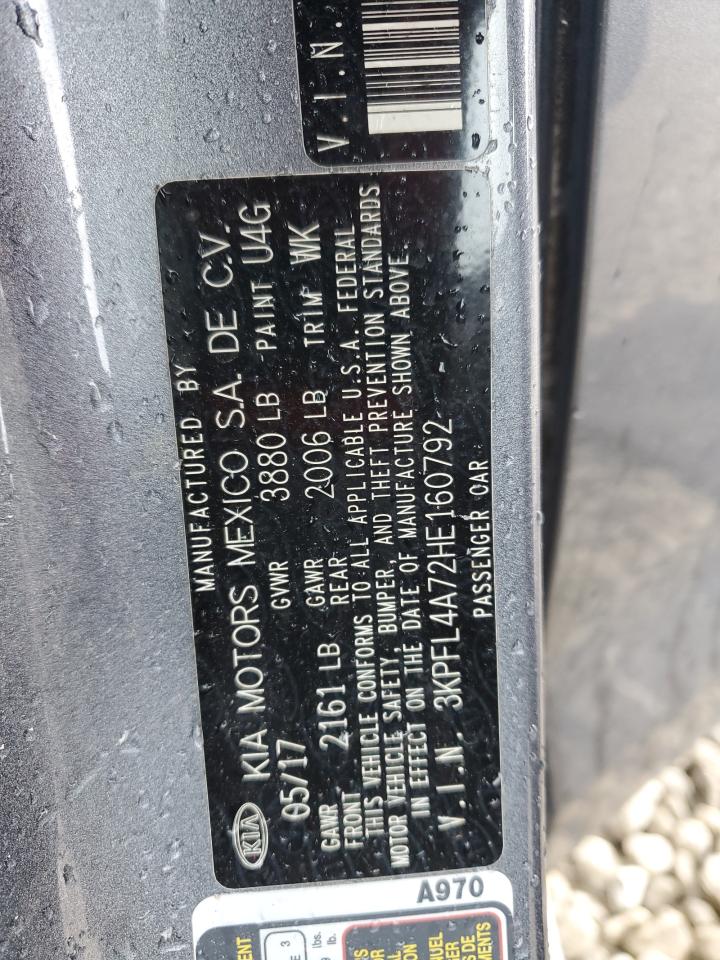 V.I.N.
MANUFACTURED BY
KIA KIA MOTORS MEXICO S.A. DE C.V.
05/17 GVWR 3880 LB PAINT U4G
GAWR FRONT 2161 LB GAWR REAR 2006 LB TRIM WK
THIS VEHICLE CONFORMS TO ALL APPLICABLE U.S.A. FEDERAL
MOTOR VEHICLE SAFETY, BUMPER, AND THEFT PREVENTION STANDARDS
IN EFFECT ON THE DATE OF MANUFACTURE SHOWN ABOVE.
V.I.N. 3KPFL4A72HE160792
PASSENGER CAR
A970